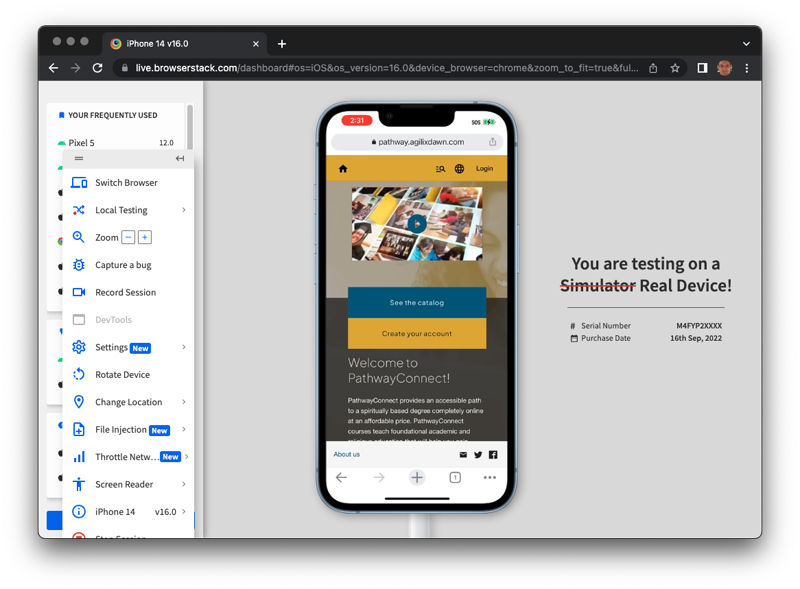 iPhone 14 v16.0
live.browserstack.com/dashboard#os=iOS&os_version=16.0&device_browser=chrome&zoom_to_fit=true&ful...
YOUR FREQUENTLY USED
Pixel 5 12.0
Switch Browser
Local Testing
Zoom
Capture a bug
Record Session
DevTools
Settings New
Rotate Device
Change Location
File Injection New
Throttle Netw... New
Screen Reader
iPhone 14 v16.0
Stop Session
2:31 SOS
pathway.agilixdawn.com
Login
See the catalog
Create your account
Welcome to
PathwayConnect!
PathwayConnect provides an accessible path
to a spiritually based degree completely online
at an affordable price. PathwayConnect
courses teach foundational academic and
About us
1
You are testing on a
Simulator Real Device!
# Serial Number M4FYP2XXXX
Purchase Date 16th Sep, 2022